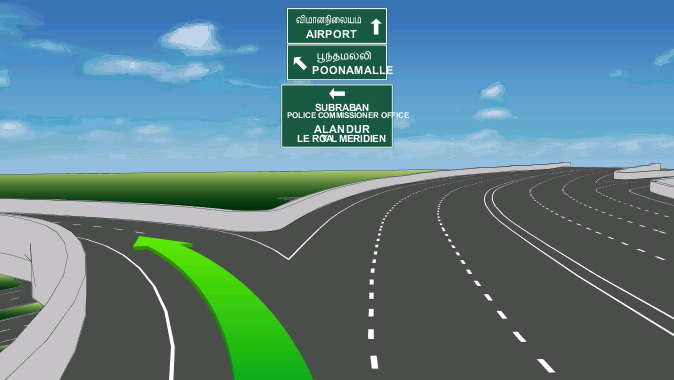 விமானநிலையம்
AIRPORT
பூந்தமல்லி
POONAMALLE
SUBRABAN
POLICE COMMISSIONER OFFICE
ALANDUR
LE ROYAL MERIDIEN